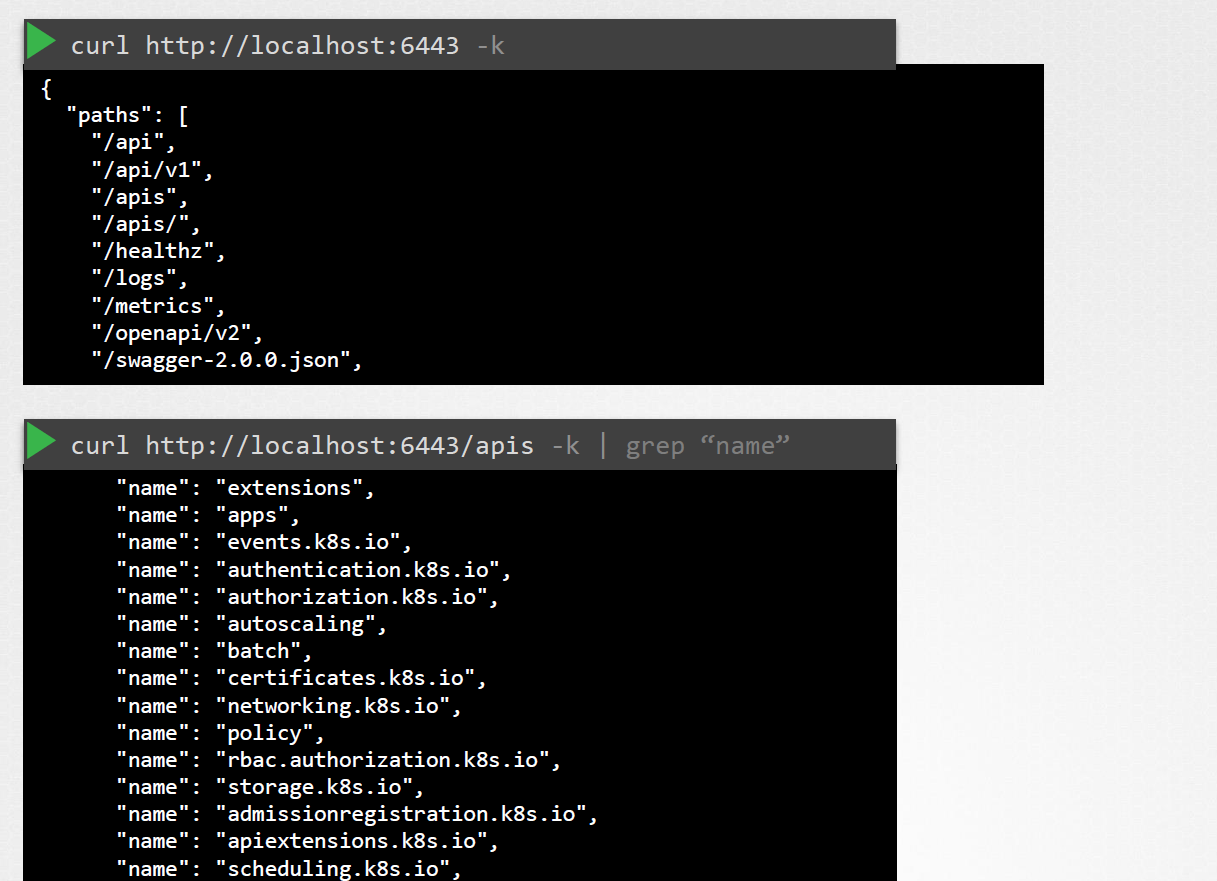 curl http://localhost:6443 -k
{
"paths": [
"/api",
"/api/v1",
"/apis",
"/apis/",
"/healthz",
"/logs",
"/metrics",
"/openapi/v2",
"/swagger-2.0.0.json",
curl http://localhost:6443/apis -k | grep “name”
"name": "extensions",
"name": "apps",
"name": "events.k8s.io",
"name": "authentication.k8s.io",
"name": "authorization.k8s.io",
"name": "autoscaling",
"name": "batch",
"name": "certificates.k8s.io",
"name": "networking.k8s.io",
"name": "policy",
"name": "rbac.authorization.k8s.io",
"name": "storage.k8s.io",
"name": "admissionregistration.k8s.io",
"name": "apiextensions.k8s.io",
"name": "scheduling.k8s.io",